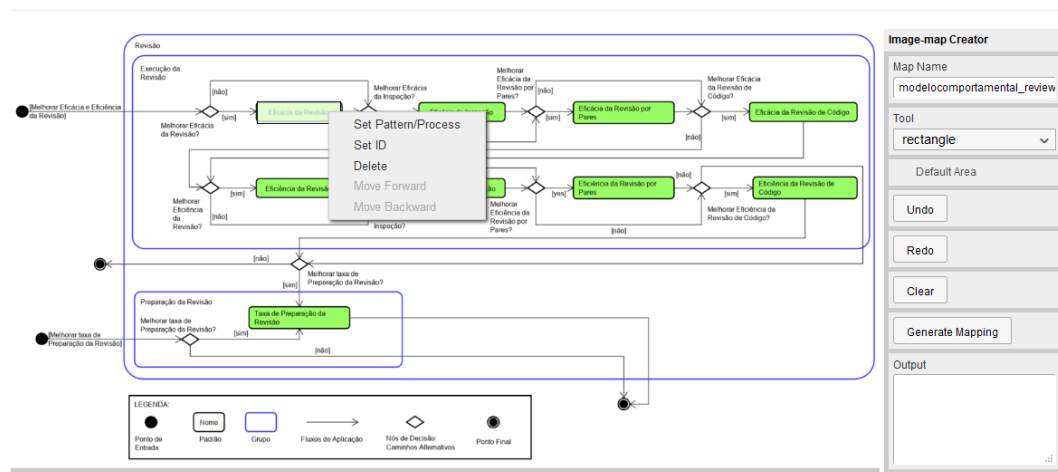 Image-map Creator
Map Name
modelocomportamental_review
Tool
rectangle
Default Area
Undo
Redo
Clear
Generate Mapping
Output
Revisão
Execução da
Revisão
[Melhorar Eficácia e Eficiência
da Revisão]
[não]
Melhorar Eficácia
da Revisão?
[sim]
Eficácia da Revisão
Melhorar Eficácia
da Inspeção?
Melhorar
Eficácia da
Revisão por
Pares?
[não]
[sim]
Eficácia da Revisão por
Pares
Melhorar Eficácia
da Revisão de
Código?
[sim]
[não]
Eficácia da Revisão de Código
Set Pattern/Process
Set ID
Delete
Move Forward
Move Backward
Melhorar
Eficiência
da
Revisão?
[sim]
[não]
Eficiência da
Inspeção?
Melhorar
Eficiência da
Revisão por
Pares?
[yes]
Eficiência da Revisão por
Pares
[não]
[não]
[sim]
Melhorar Eficiência da
Revisão de Código?
Eficiência da Revisão de
Código
[não]
[sim]
Melhorar taxa de
Preparação da Revisão?
Preparação da Revisão
[Melhorar taxa de
Preparação da Revisão]
Melhorar taxa de
Preparação da Revisão?
[sim]
[não]
Taxa de Preparação da
Revisão
LEGENDA:
Ponto de
Entrada
Nome
Padrão
Grupo
Fluxos de Aplicação
Nós de Decisão:
Caminhos Alternativos
Ponto Final